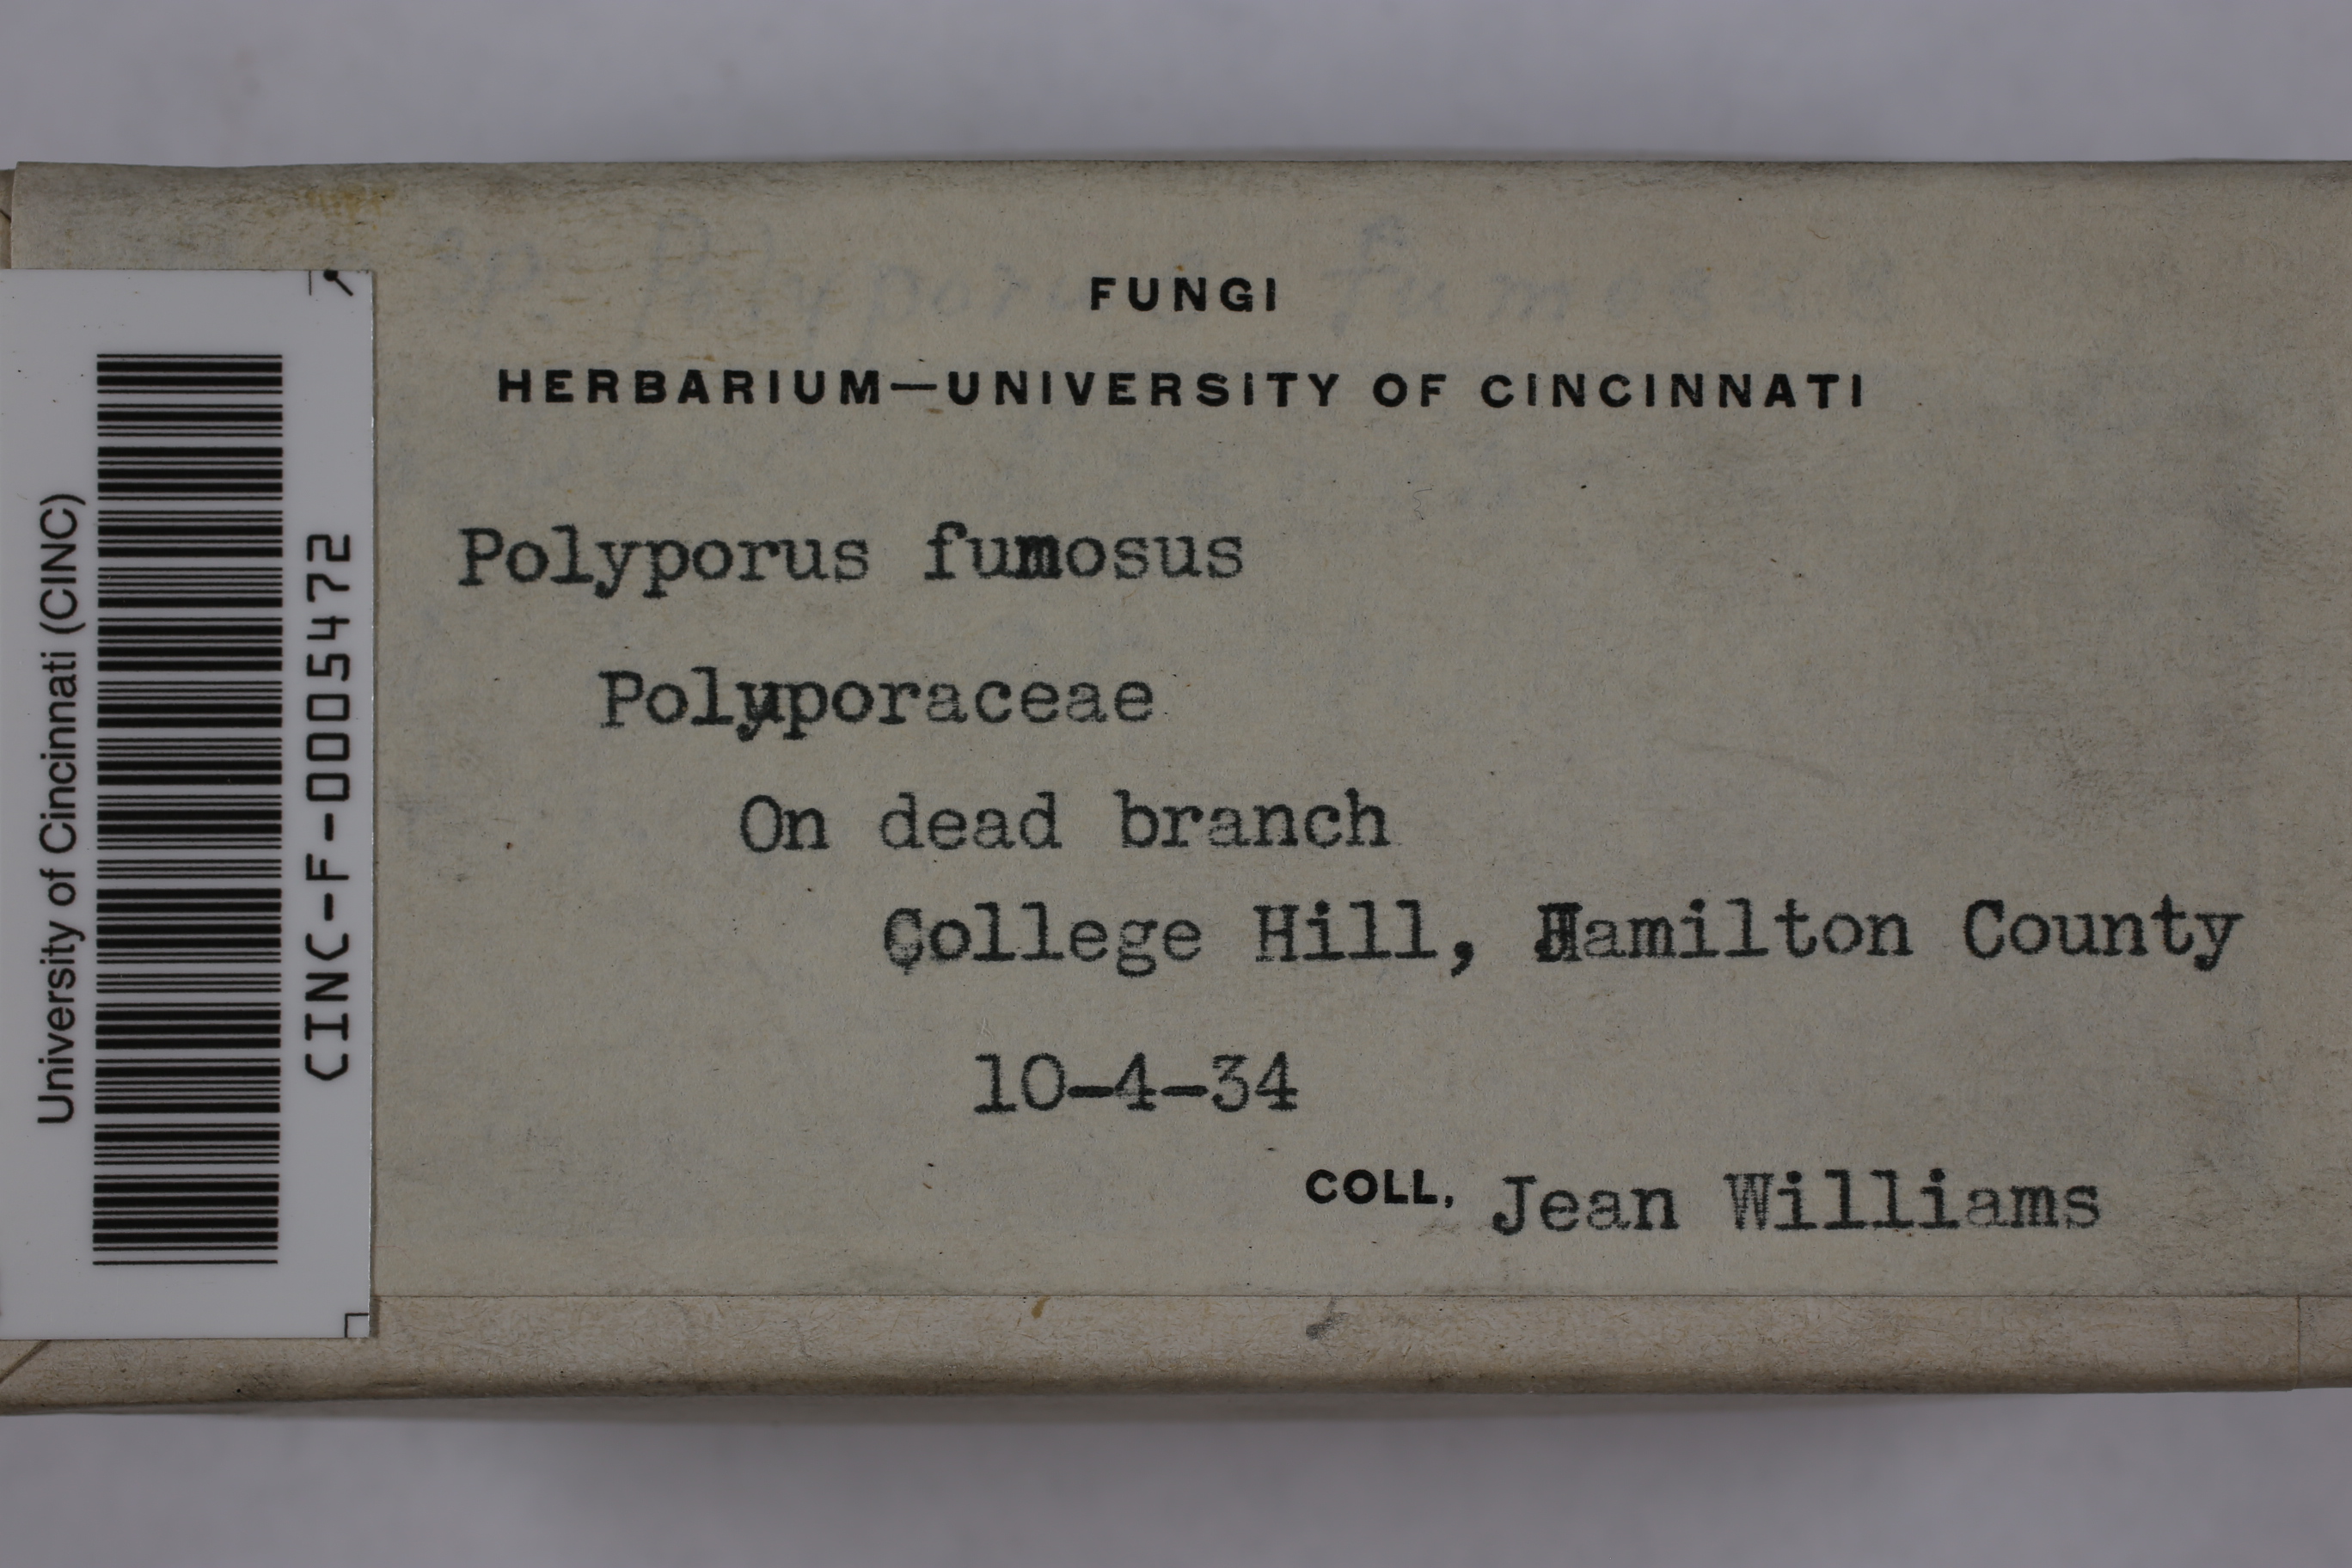 FUNGI
HERBARIUM—UNIVERSITY OF CINCINNATI
Polyporus fumosus
Polyporaceae
On dead branch
College Hill, Hamilton County
10-4-34
COLL. Jean Williams
University of Cincinnati (CINC)
CINC-F-0005472